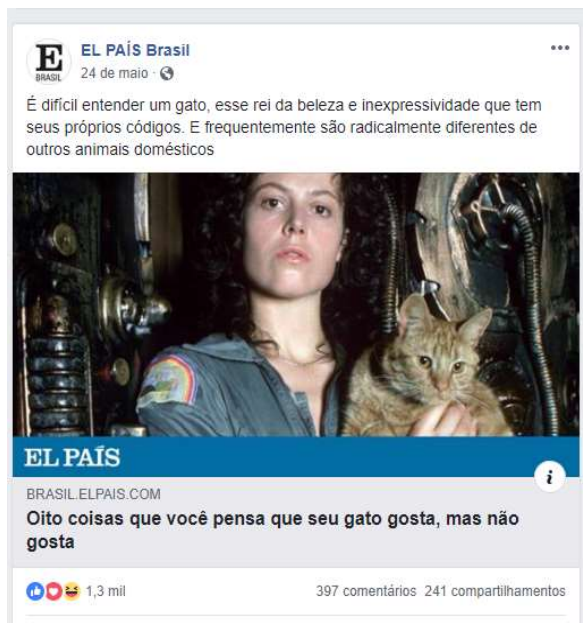 E
BRASIL
EL PAÍS Brasil
24 de maio ·
É difícil entender um gato, esse rei da beleza e inexpressividade que tem
seus próprios códigos. E frequentemente são radicalmente diferentes de
outros animais domésticos
EL PAÍS
i
BRASIL.ELPAIS.COM
Oito coisas que você pensa que seu gato gosta, mas não
gosta
1,3 mil
397 comentários 241 compartilhamentos